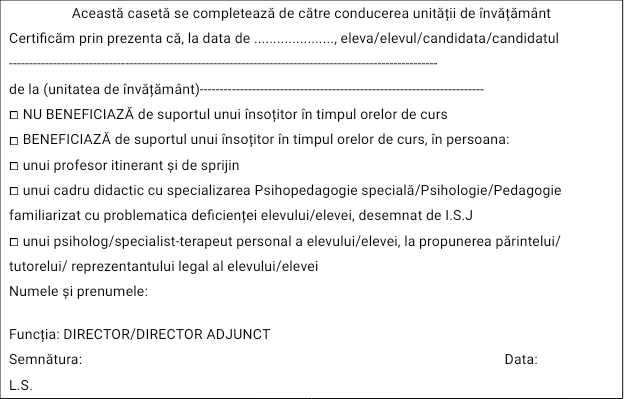 Această casetă se completează de către conducerea unității de învățământ
Certificăm prin prezenta că, la data de ....................., eleva/elevul/candidata/candidatul
-----------------------------------------------------------------------------------------------------------
de la (unitatea de învățământ)-----------------------------------------------------------------------
□ NU BENEFICIAZĂ de suportul unui însoțitor în timpul orelor de curs
□ BENEFICIAZĂ de suportul unui însoțitor în timpul orelor de curs, în persoana:
□ unui profesor itinerant și de sprijin
□ unui cadru didactic cu specializarea Psihopedagogie specială/Psihologie/Pedagogie
familiarizat cu problematica deficienței elevului/elevei, desemnat de I.S.J
□ unui psiholog/specialist-terapeut personal a elevului/elevei, la propunerea părintelui/
tutorelui/ reprezentantului legal al elevului/elevei
Numele și prenumele:
Funcția: DIRECTOR/DIRECTOR ADJUNCT
Semnătura: Data:
L.S.